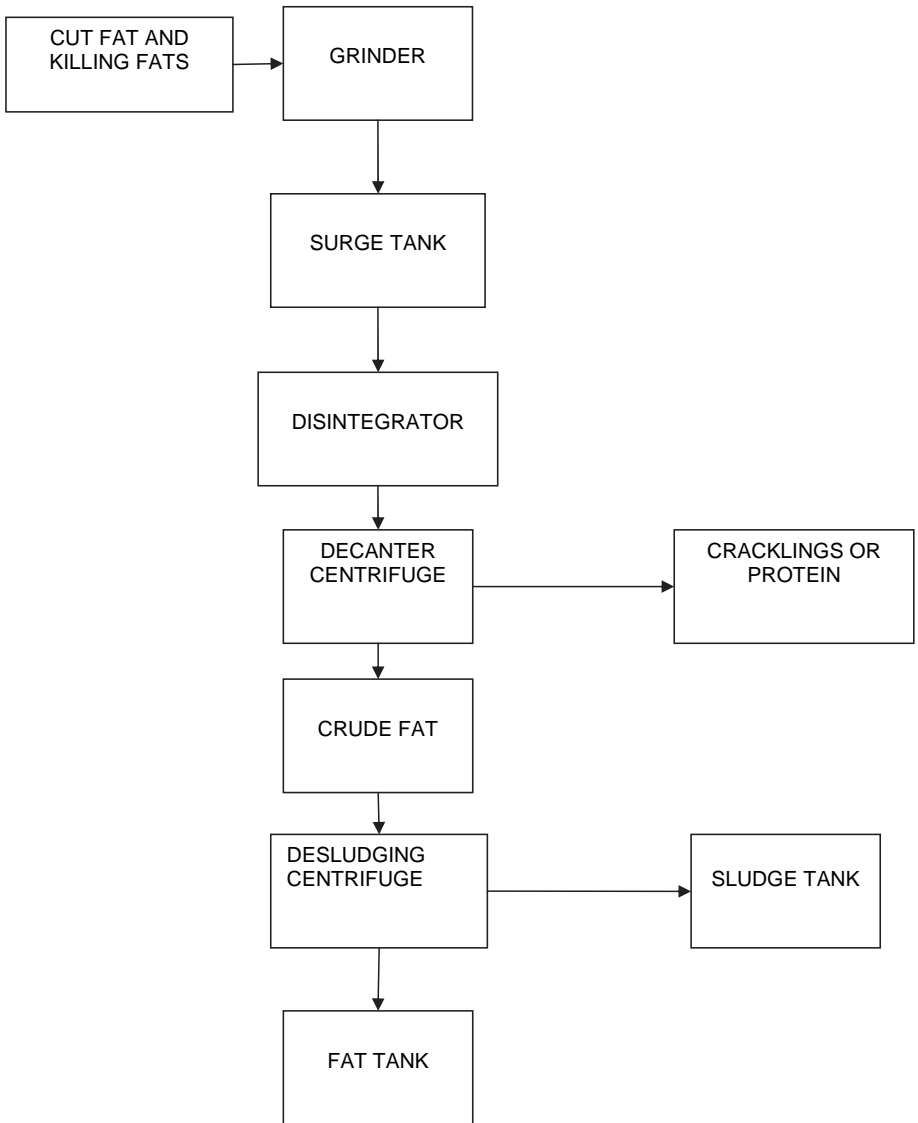 CUT FAT AND
KILLING FATS
GRINDER
SURGE TANK
DISINTEGRATOR
DECANTER
CENTRIFUGE
CRACKLINGS OR
PROTEIN
CRUDE FAT
DESLUDGING
CENTRIFUGE
SLUDGE TANK
FAT TANK